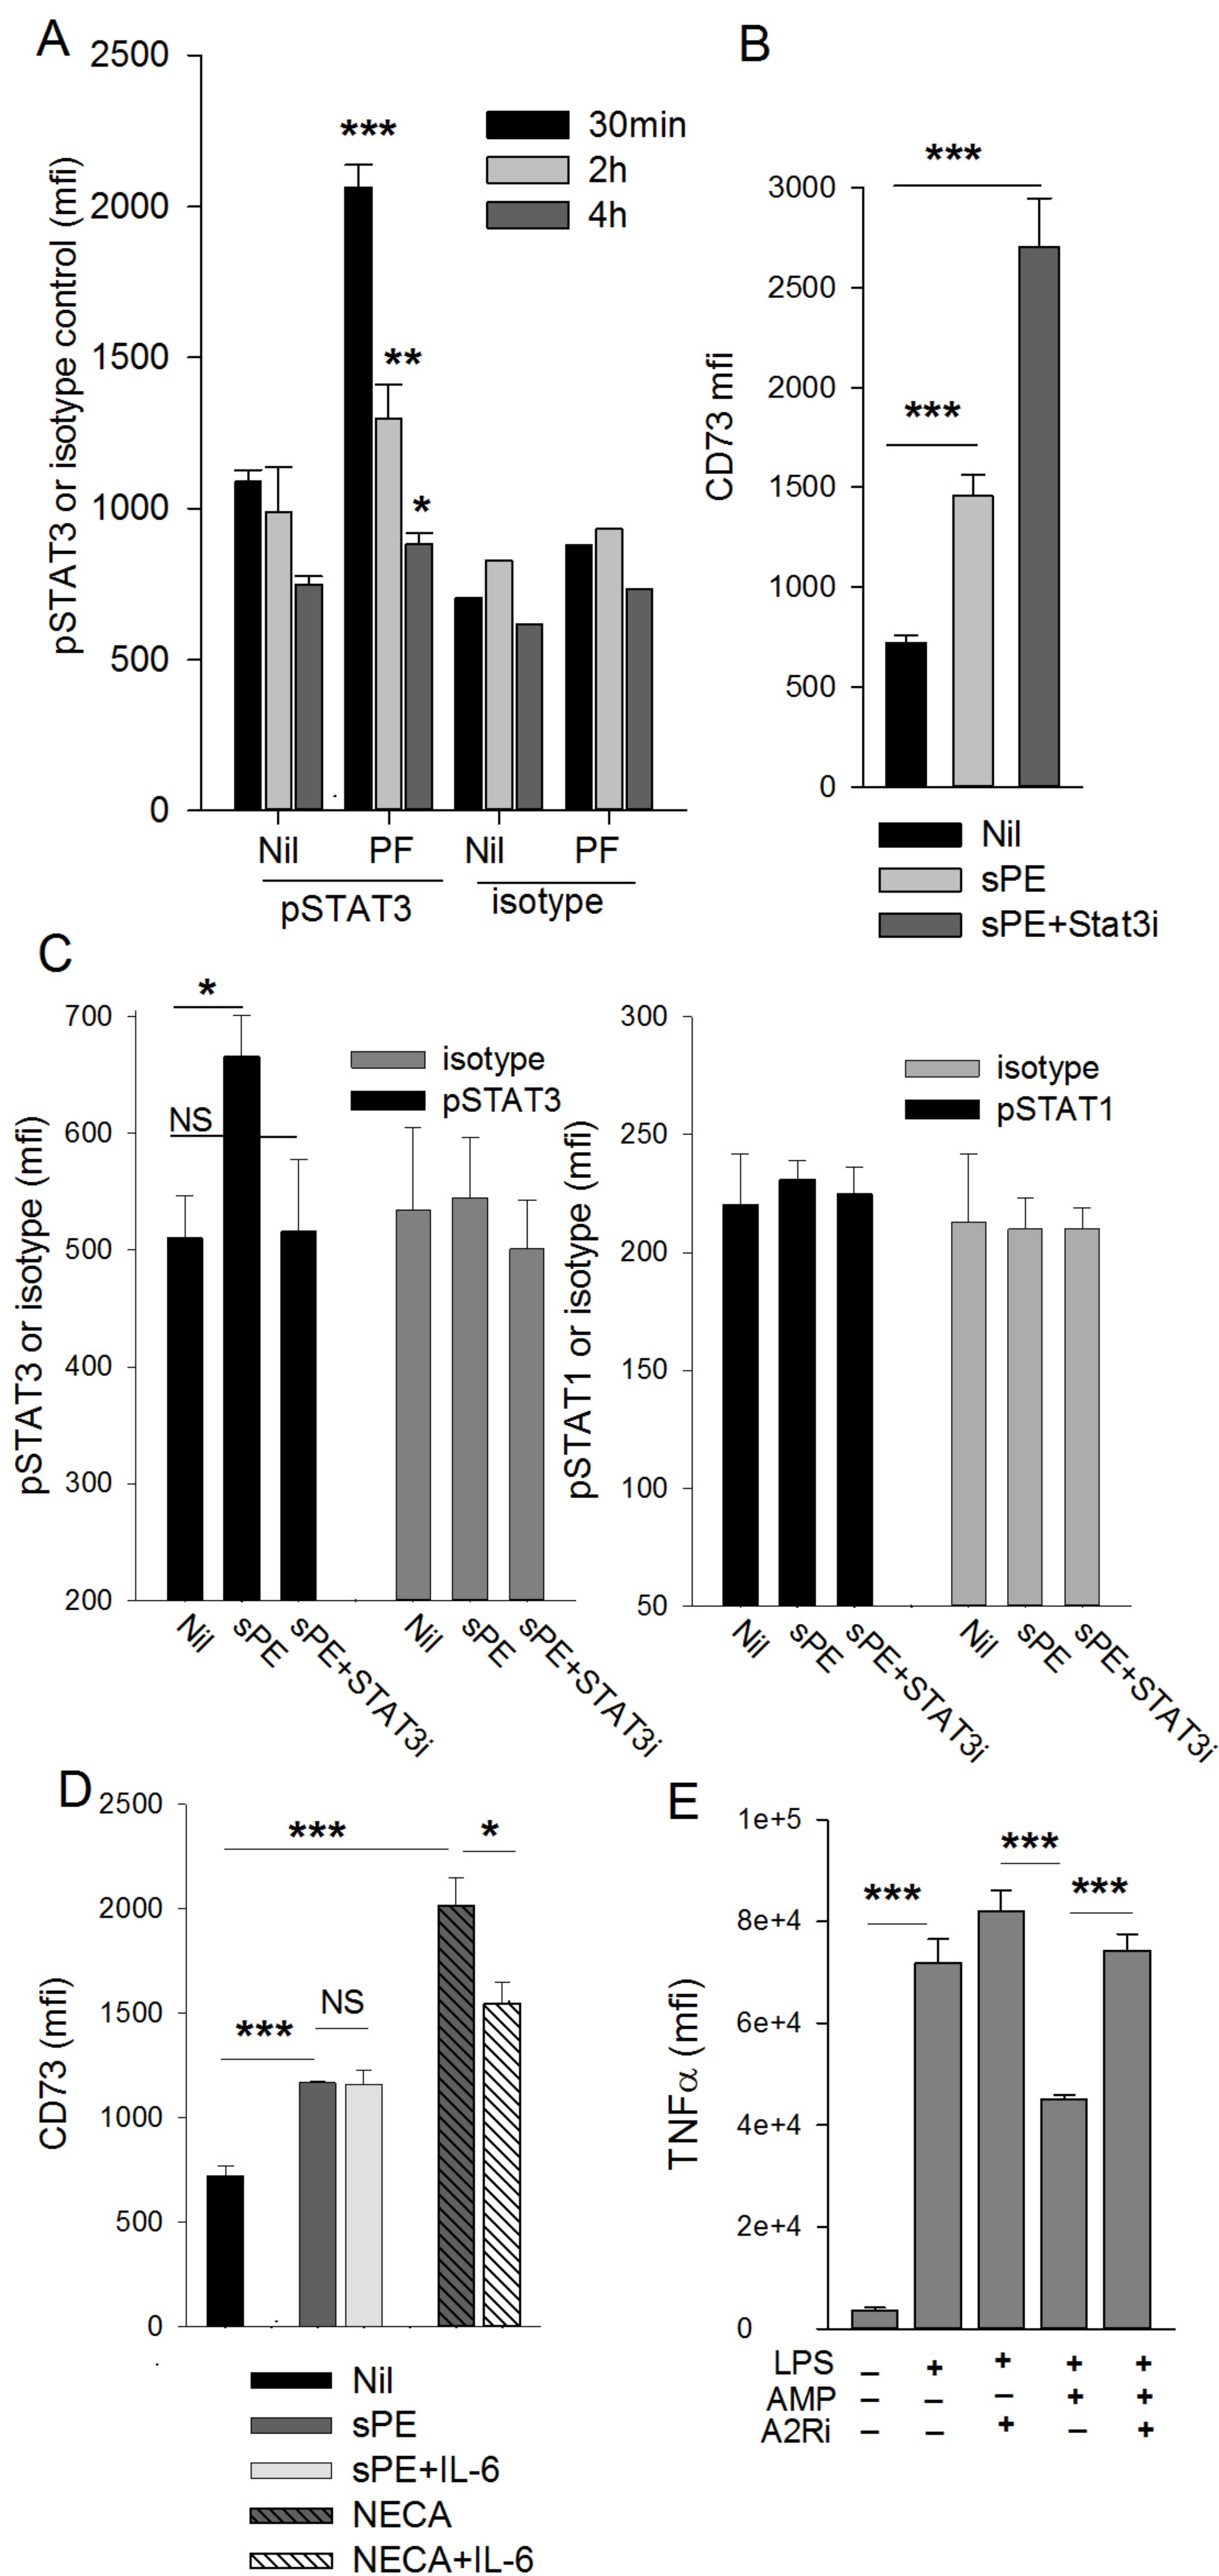 A
2500
2000
1500
1000
500
0
pSTAT3 or isotype control (mfi)
30min
2h
4h
***
**
*
Nil
PF
Nil
PF
pSTAT3
isotype
B
3000
2500
2000
1500
1000
500
0
CD73 mfi
***
***
Nil
sPE
sPE+Stat3i
C
700
600
500
400
300
200
pSTAT3 or isotype (mfi)
*
NS
isotype
pSTAT3
Nil
sPE
sPE+STAT3i
Nil
sPE
sPE+STAT3i
300
250
200
150
100
50
pSTAT1 or isotype (mfi)
isotype
pSTAT1
Nil
sPE
sPE+STAT3i
Nil
sPE
sPE+STAT3i
D
2500
2000
1500
1000
500
0
CD73 (mfi)
***
*
NS
***
Nil
sPE
sPE+IL-6
NECA
NECA+IL-6
E
1e+5
8e+4
6e+4
4e+4
2e+4
0
TNFα (mfi)
***
***
***
LPS – + + + +
AMP – – – + +
A2Ri – – + – +